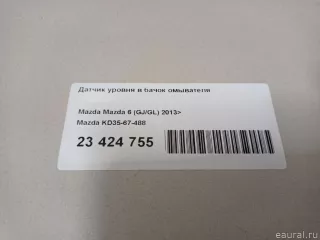 Датчик уровня в бачок омывателя
Mazda Mazda 6 (GJ/GL) 2013>
Mazda KD35-67-488
23 424 755
eaural.ru